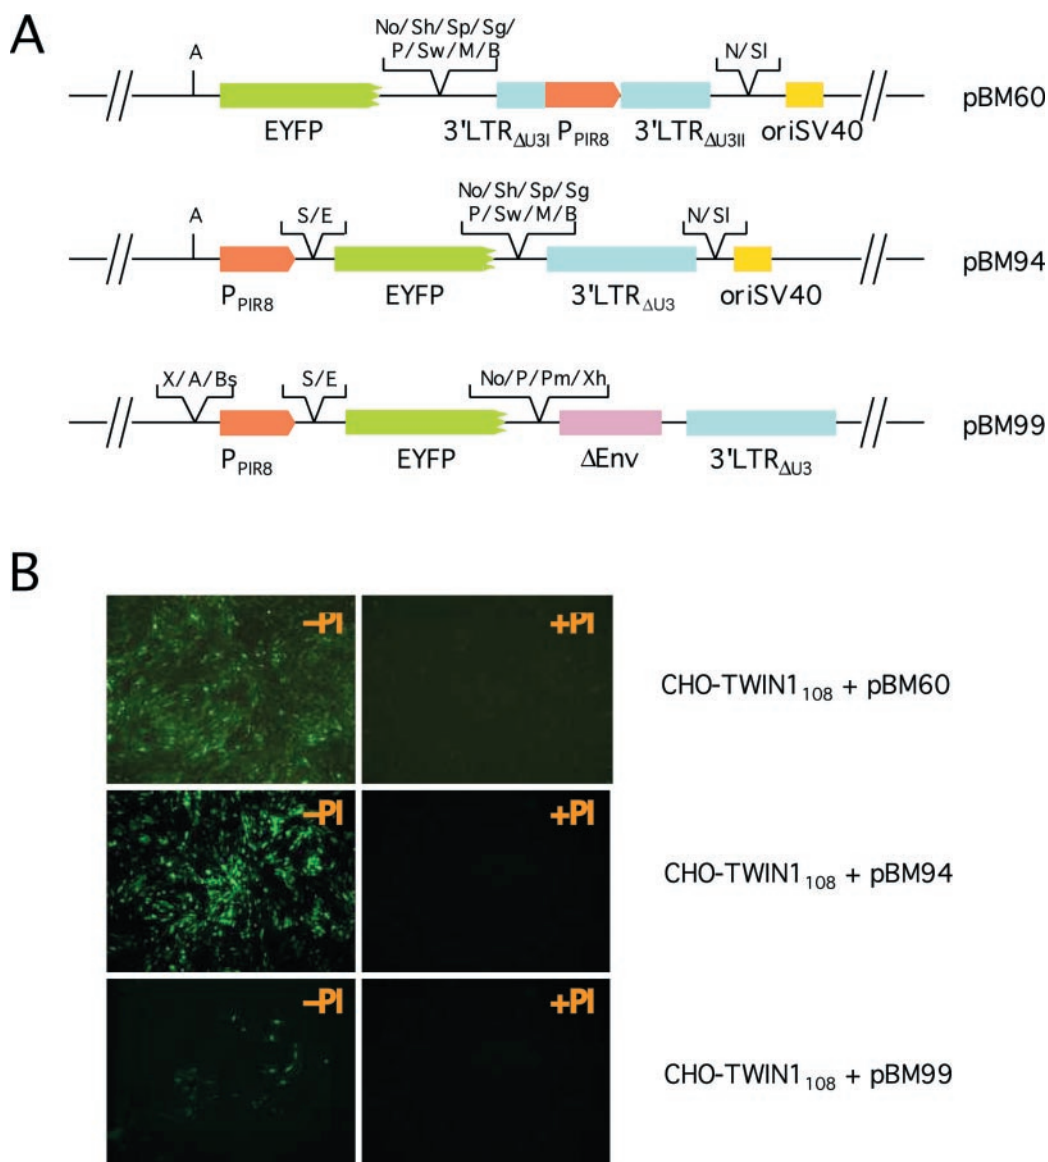 A
No/Sh/Sp/Sg/
P/Sw/M/B
A
N/Sl
pBM60
EYFP
3'LTRΔU3I
PPIR8
3'LTRΔU3II
oriSV40
No/Sh/Sp/Sg
P/Sw/M/B
A
S/E
N/Sl
pBM94
PPIR8
EYFP
3'LTRΔU3
oriSV40
X/A/Bs
S/E
No/P/Pm/Xh
pBM99
PPIR8
EYFP
ΔEnv
3'LTRΔU3
B
–PI
+PI
CHO-TWIN1108 + pBM60
–PI
+PI
CHO-TWIN1108 + pBM94
–PI
+PI
CHO-TWIN1108 + pBM99